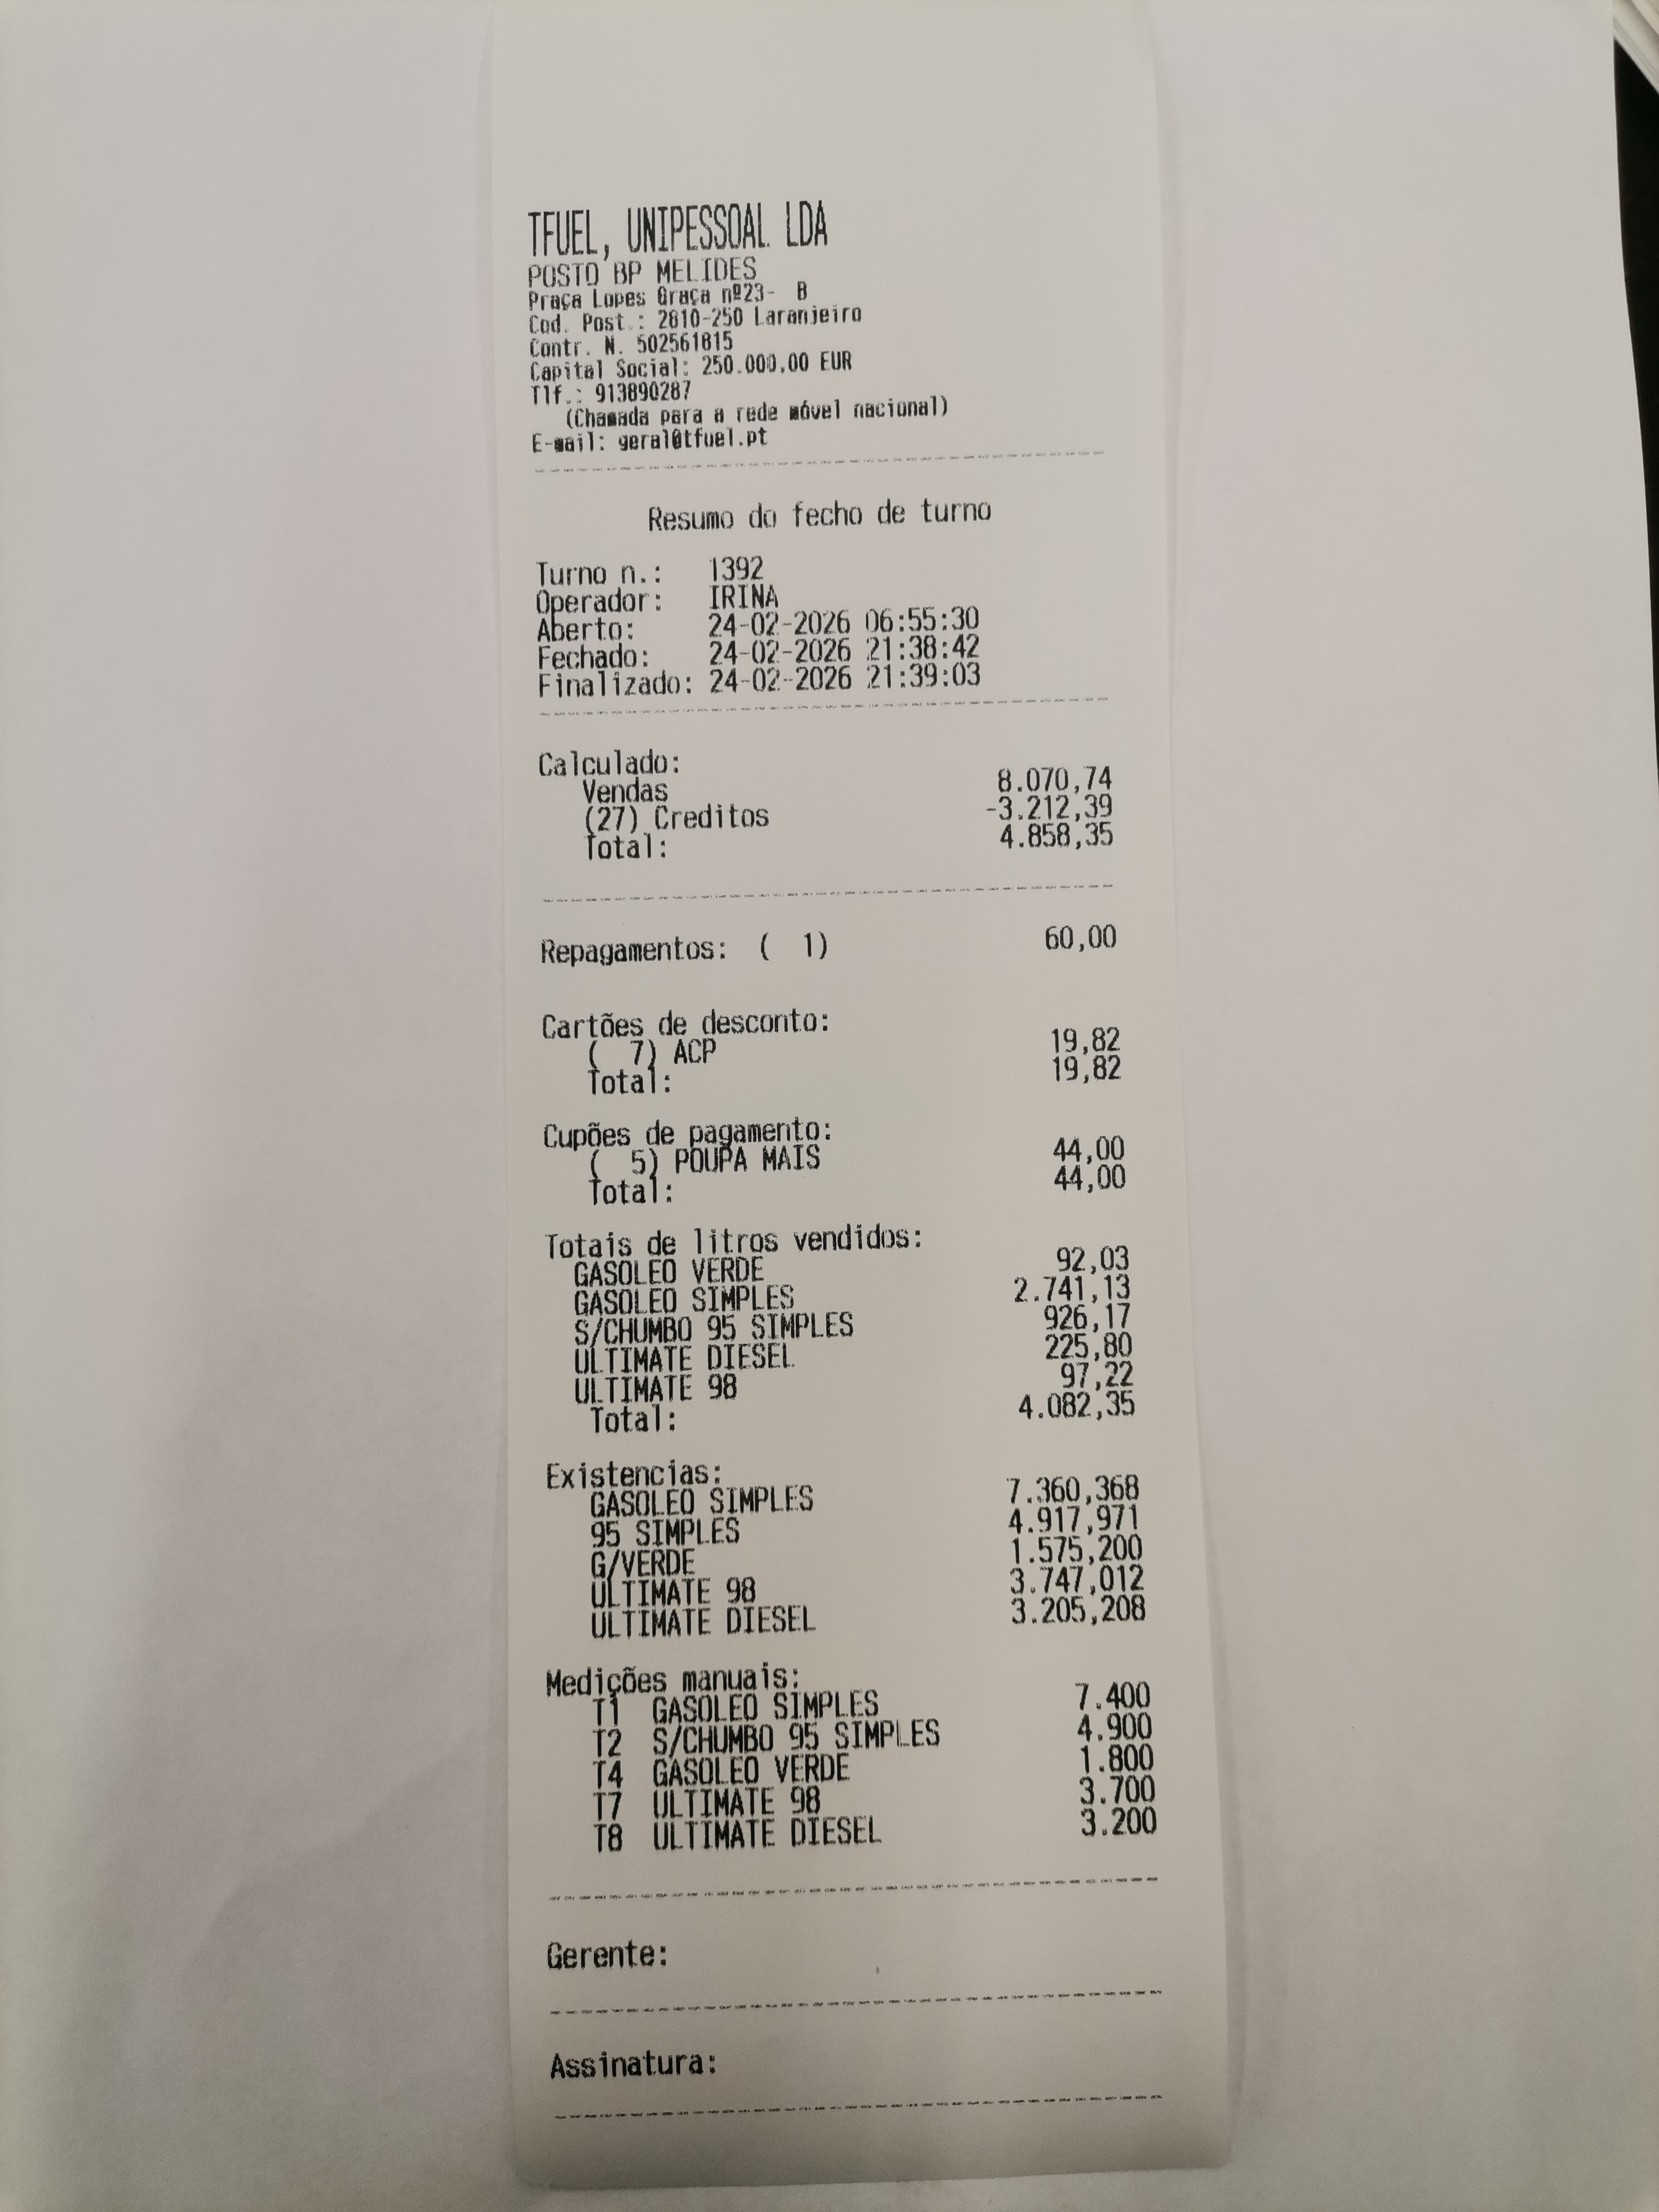 TFUEL, UNIPESSOAL LDA
POSTO BP MELIDES
Praça Lopes Graça nº23-  B
Cod. Post.: 2810-250 Laranjeiro
Contr. N. 502561815
Capital Social: 250.000,00 EUR
Tlf.: 913890287
(Chamada para a rede móvel nacional)
E-mail: geral@tfuel.pt
Resumo do fecho de turno
Turno n.: 1392
Operador: IRINA
Aberto: 24-02-2026 06:55:30
Fechado: 24-02-2026 21:38:42
Finalizado: 24-02-2026 21:39:03
Calculado:
Vendas 8.070,74
(27) Creditos -3.212,39
Total: 4.858,35
Repagamentos: (  1) 60,00
Cartões de desconto:
(  7) ACP 19,82
Total: 19,82
Cupões de pagamento:
(  5) POUPA MAIS 44,00
Total: 44,00
Totais de litros vendidos:
GASOLEO VERDE 92,03
GASOLEO SIMPLES 2.741,13
S/CHUMBO 95 SIMPLES 926,17
ULTIMATE DIESEL 225,80
ULTIMATE 98 97,22
Total: 4.082,35
Existencias:
GASOLEO SIMPLES 7.360,368
95 SIMPLES 4.917,971
G/VERDE 1.575,200
ULTIMATE 98 3.747,012
ULTIMATE DIESEL 3.205,208
Medições manuais:
T1 GASOLEO SIMPLES 7.400
T2 S/CHUMBO 95 SIMPLES 4.900
T4 GASOLEO VERDE 1.800
T7 ULTIMATE 98 3.700
T8 ULTIMATE DIESEL 3.200
Gerente:
Assinatura: